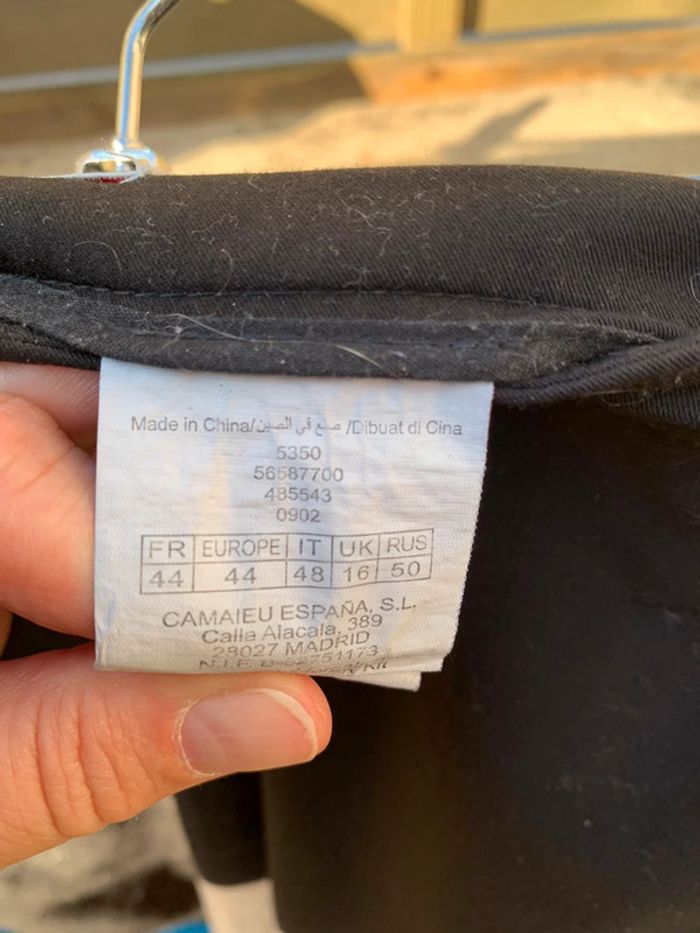 Made in China/صنع في الصين /Dibuat di Cina
5350
56587700
485543
0902
FR EUROPE IT UK RUS
44 44 48 16 50
CAMAIEU ESPAÑA, S.L.
Calla Alacala, 389
28027 MADRID
N.I.F. B-82751173